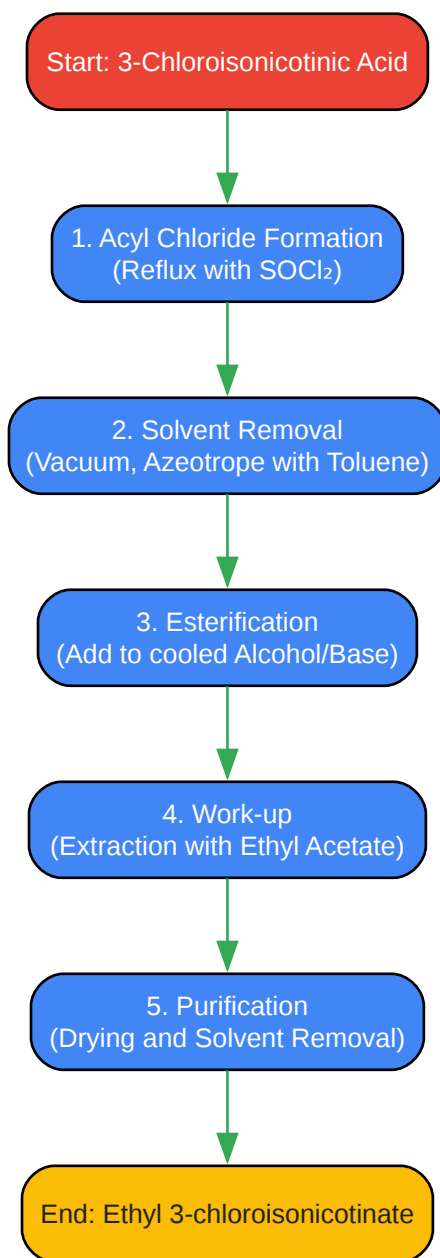 Start: 3-Chloroisonicotinic Acid
1. Acyl Chloride Formation
(Reflux with SOCl₂)
2. Solvent Removal
(Vacuum, Azeotrope with Toluene)
3. Esterification
(Add to cooled Alcohol/Base)
4. Work-up
(Extraction with Ethyl Acetate)
5. Purification
(Drying and Solvent Removal)
End: Ethyl 3-chloroisonicotinate